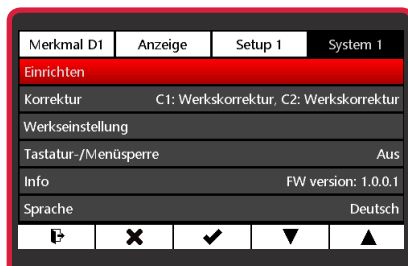 Merkmal D1 Anzeige Setup 1 System 1
Einrichten
Korrektur C1: Werkskorrektur, C2: Werkskorrektur
Werkseinstellung
Tastatur-/Menüsperre Aus
Info FW version: 1.0.0.1
Sprache Deutsch